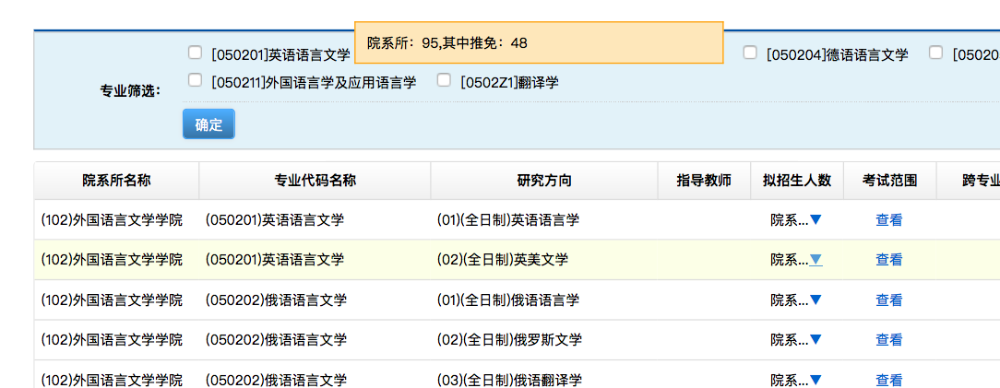 院系所：95,其中推免：48
[050201]英语语言文学 [050204]德语语言文学 [05020
[050211]外国语言学及应用语言学 [0502Z1]翻译学
专业筛选：
确定
院系所名称 专业代码名称 研究方向 指导教师 拟招生人数 考试范围 跨专业
(102)外国语言文学学院 (050201)英语语言文学 (01)(全日制)英语语言学 院系...▼ 查看
(102)外国语言文学学院 (050201)英语语言文学 (02)(全日制)英美文学 院系...▼ 查看
(102)外国语言文学学院 (050202)俄语语言文学 (01)(全日制)俄语语言学 院系...▼ 查看
(102)外国语言文学学院 (050202)俄语语言文学 (02)(全日制)俄罗斯文学 院系...▼ 查看
(102)外国语言文学学院 (050202)俄语语言文学 (03)(全日制)俄语翻译学 院系...▼ 查看